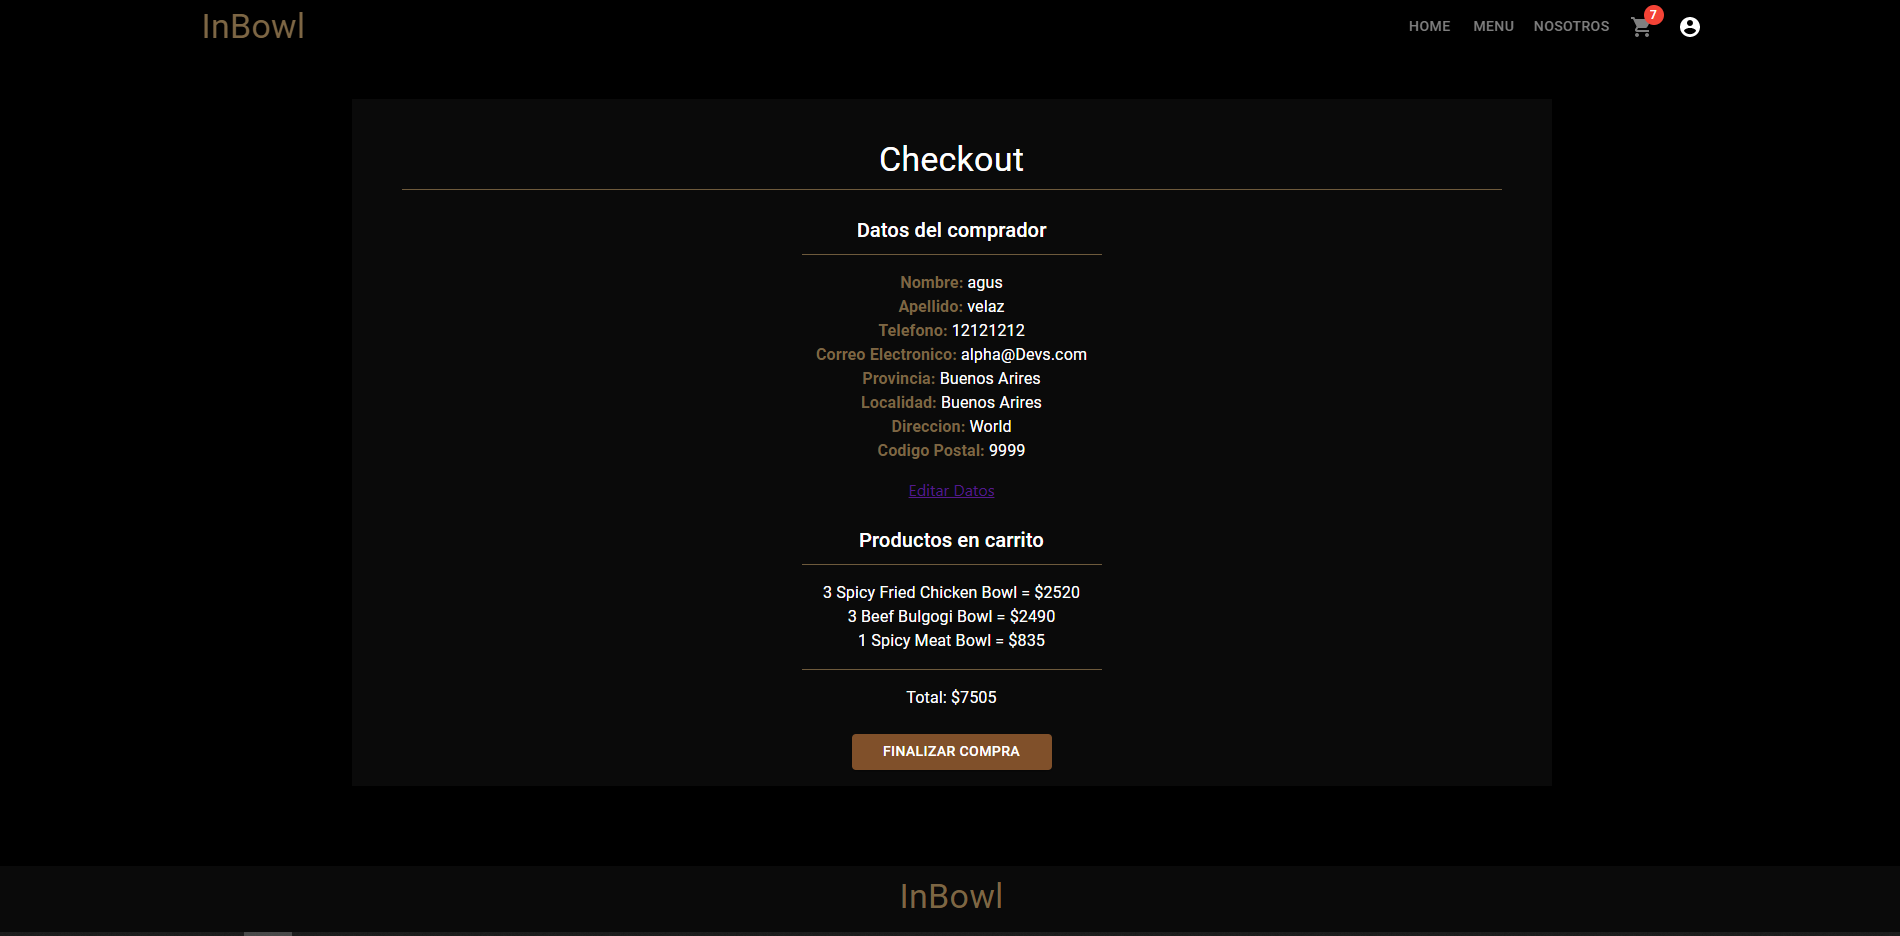 InBowl
HOME MENU NOSOTROS 7
Checkout
Datos del comprador
Nombre: agus
Apellido: velaz
Telefono: 12121212
Correo Electronico: alpha@Devs.com
Provincia: Buenos Arires
Localidad: Buenos Arires
Direccion: World
Codigo Postal: 9999
Editar Datos
Productos en carrito
3 Spicy Fried Chicken Bowl = $2520
3 Beef Bulgogi Bowl = $2490
1 Spicy Meat Bowl = $835
Total: $7505
FINALIZAR COMPRA
InBowl